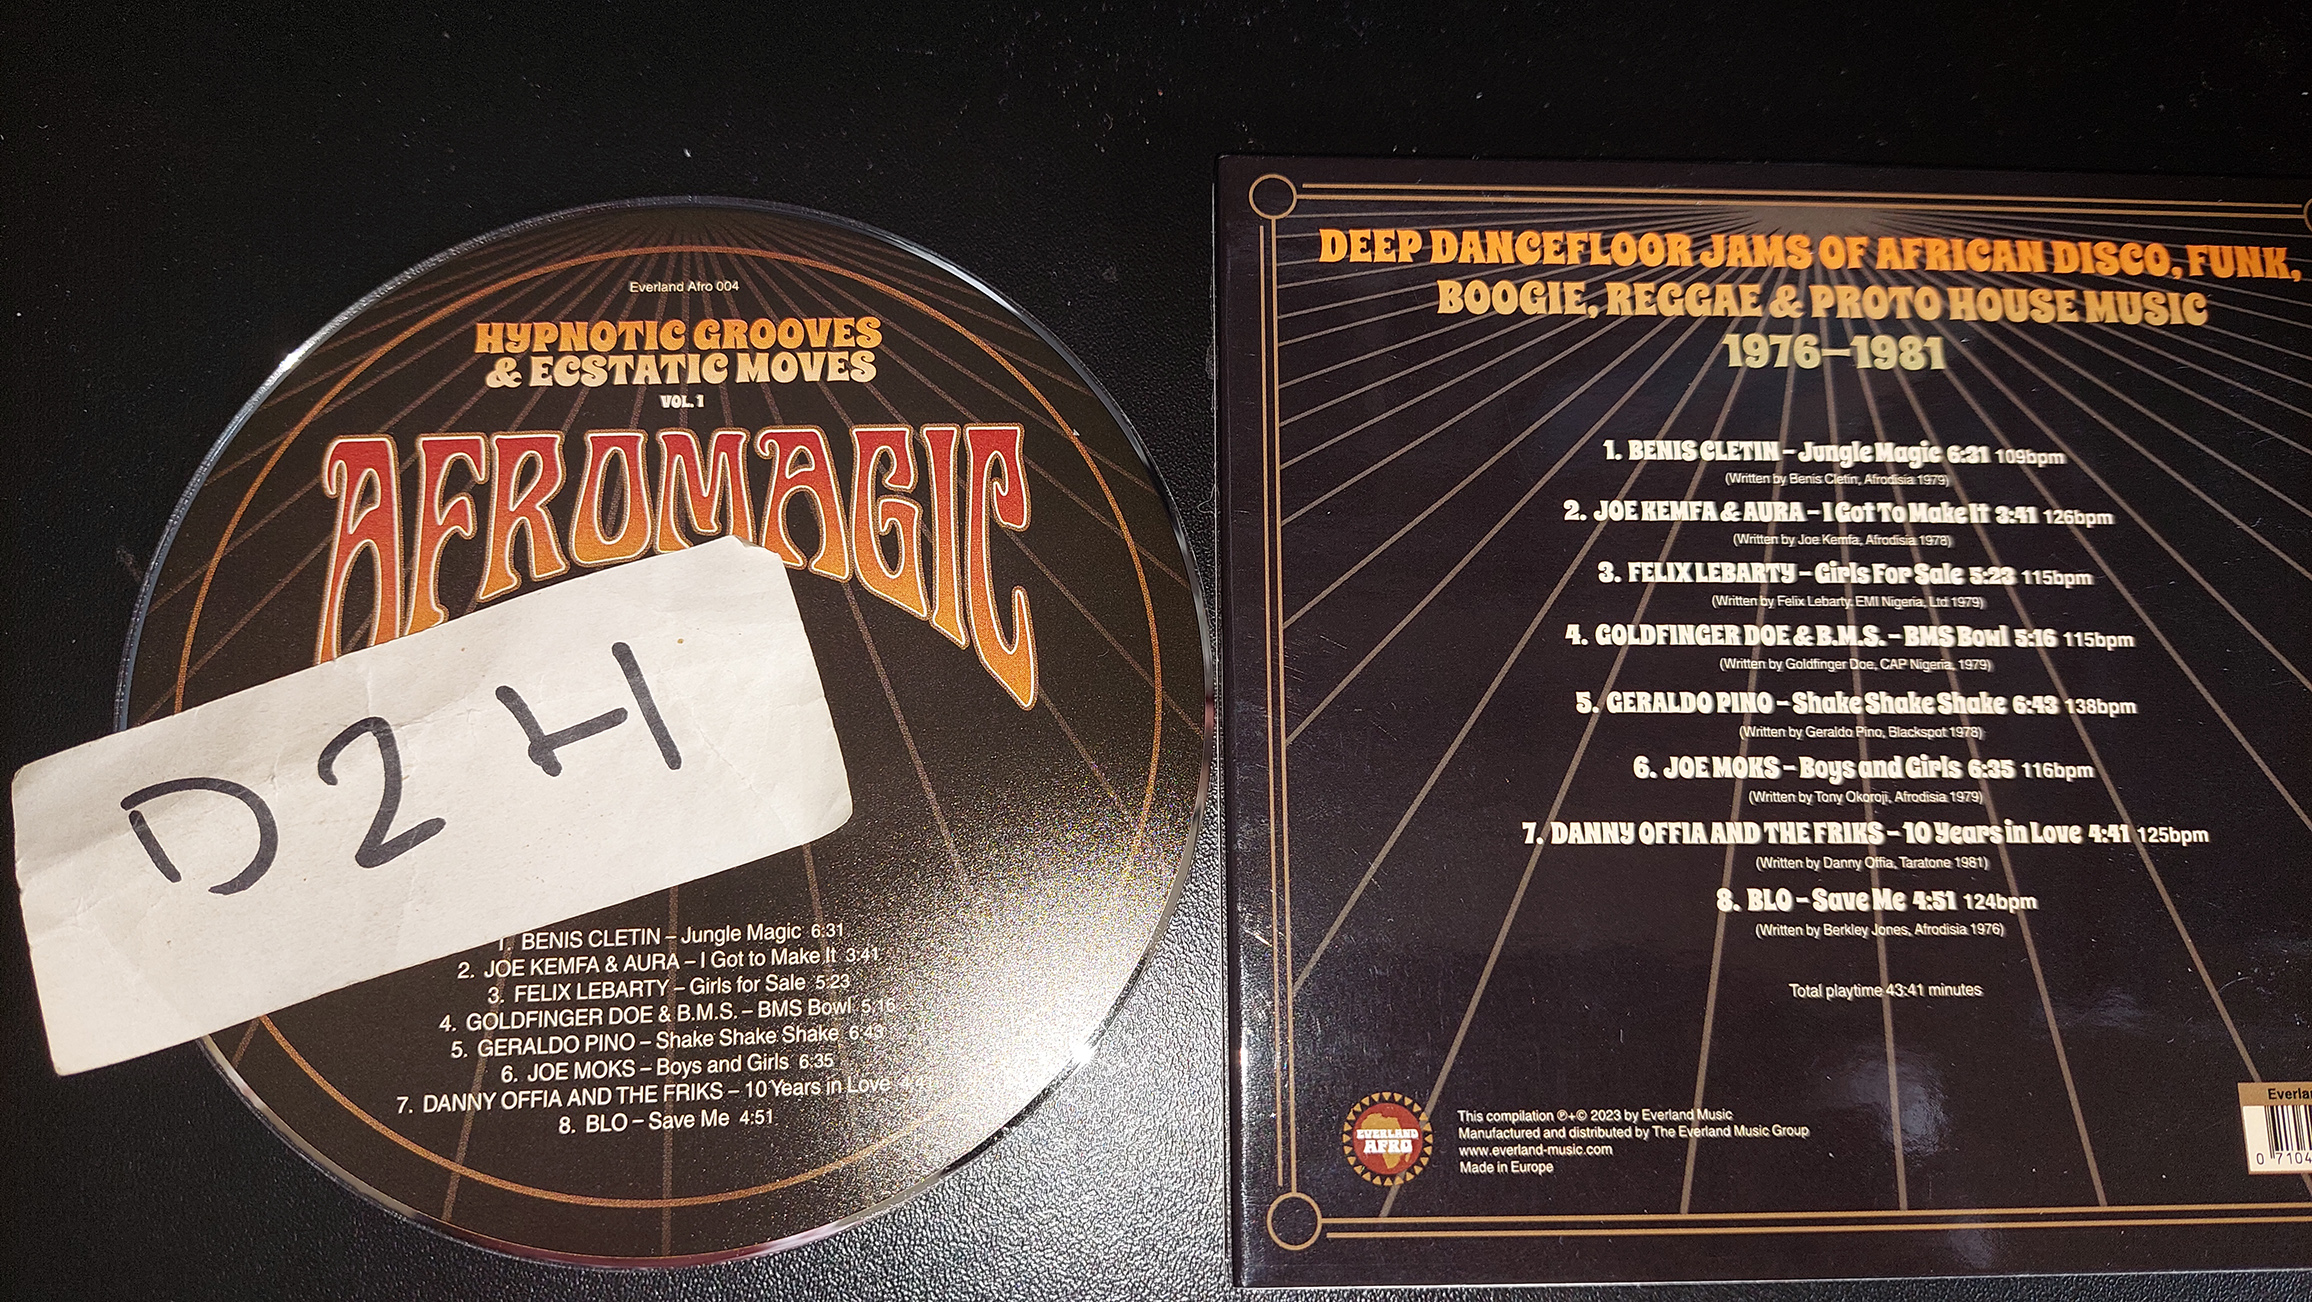 Everland Afro 004
HYPNOTIC GROOVES
& ECSTATIC MOVES
VOL. 1
AFROMAGIC
D2H
1. BENIS CLETIN – Jungle Magic 6:31
2. JOE KEMFA & AURA – I Got to Make It 3:41
3. FELIX LEBARTY – Girls for Sale 5:23
4. GOLDFINGER DOE & B.M.S. – BMS Bowl 5:16
5. GERALDO PINO – Shake Shake Shake 6:43
6. JOE MOKS – Boys and Girls 6:35
7. DANNY OFFIA AND THE FRIKS – 10 Years in Love 4:41
8. BLO – Save Me 4:51
DEEP DANCEFLOOR JAMS OF AFRICAN DISCO, FUNK,
BOOGIE, REGGAE & PROTO HOUSE MUSIC
1976–1981
1. BENIS CLETIN – Jungle Magic 6:31 109bpm
(Written by Benis Cletin, Afrodisia 1979)
2. JOE KEMFA & AURA – I Got To Make It 3:41 126bpm
(Written by Joe Kemfa, Afrodisia 1978)
3. FELIX LEBARTY – Girls For Sale 5:23 115bpm
(Written by Felix Lebarty. EMI Nigeria, Ltd 1979)
4. GOLDFINGER DOE & B.M.S. – BMS Bowl 5:16 115bpm
(Written by Goldfinger Doe, CAP Nigeria, 1979)
5. GERALDO PINO – Shake Shake Shake 6:43 138bpm
(Written by Geraldo Pino, Blackspot 1978)
6. JOE MOKS – Boys and Girls 6:35 116bpm
(Written by Tony Okoroji, Afrodisia 1979)
7. DANNY OFFIA AND THE FRIKS – 10 Years in Love 4:41 125bpm
(Written by Danny Offia, Taratone 1981)
8. BLO – Save Me 4:51 124bpm
(Written by Berkley Jones, Afrodisia 1976)
Total playtime 43:41 minutes
EVERLAND
AFRO
This compilation ℗+© 2023 by Everland Music
Manufactured and distributed by The Everland Music Group
www.everland-music.com
Made in Europe
0 7104